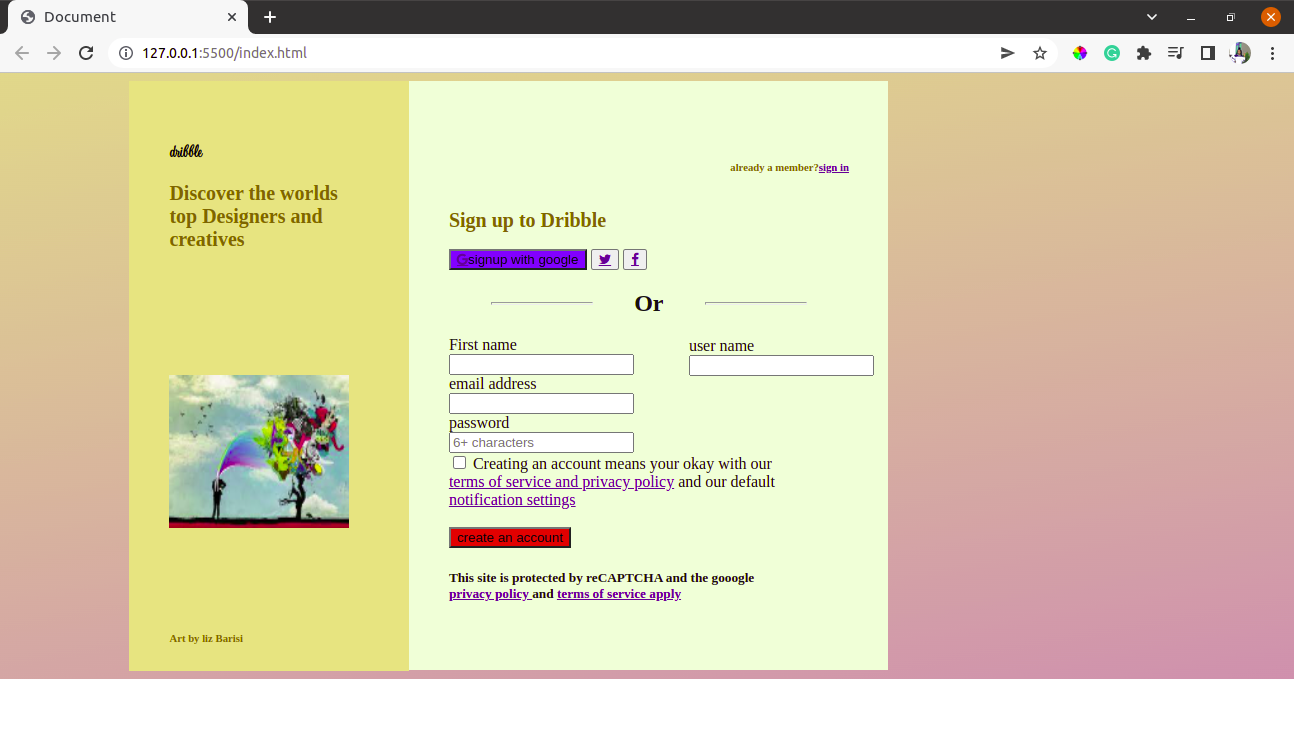 Document
127.0.0.1:5500/index.html
dribble
Discover the worlds
top Designers and
creatives
Art by liz Barisi
already a member?sign in
Sign up to Dribble
Gsignup with google
Or
First name
user name
email address
password
6+ characters
Creating an account means your okay with our
terms of service and privacy policy and our default
notification settings
create an account
This site is protected by reCAPTCHA and the gooogle
privacy policy and terms of service apply